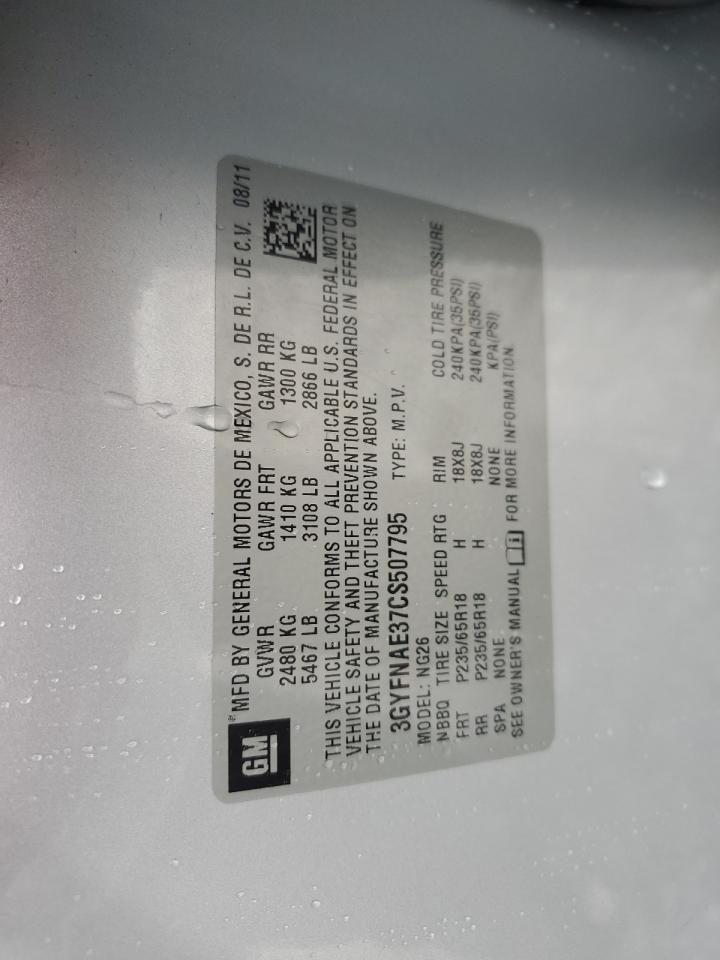 GM
MFD BY GENERAL MOTORS DE MEXICO, S. DE R.L. DE C.V. 08/11
GVWR GAWR FRT GAWR RR
2480 KG 1410 KG 1300 KG
5467 LB 3108 LB 2866 LB
THIS VEHICLE CONFORMS TO ALL APPLICABLE U.S. FEDERAL MOTOR
VEHICLE SAFETY AND THEFT PREVENTION STANDARDS IN EFFECT ON
THE DATE OF MANUFACTURE SHOWN ABOVE.
3GYFNAE37CS507795 TYPE: M.P.V.
MODEL: NG26
NBBQ TIRE SIZE SPEED RTG RIM COLD TIRE PRESSURE
FRT P235/65R18 H 18X8J 240KPA(35PSI)
RR P235/65R18 H 18X8J 240KPA(35PSI)
SPA NONE NONE KPA(PSI)
SEE OWNER'S MANUAL FOR MORE INFORMATION.